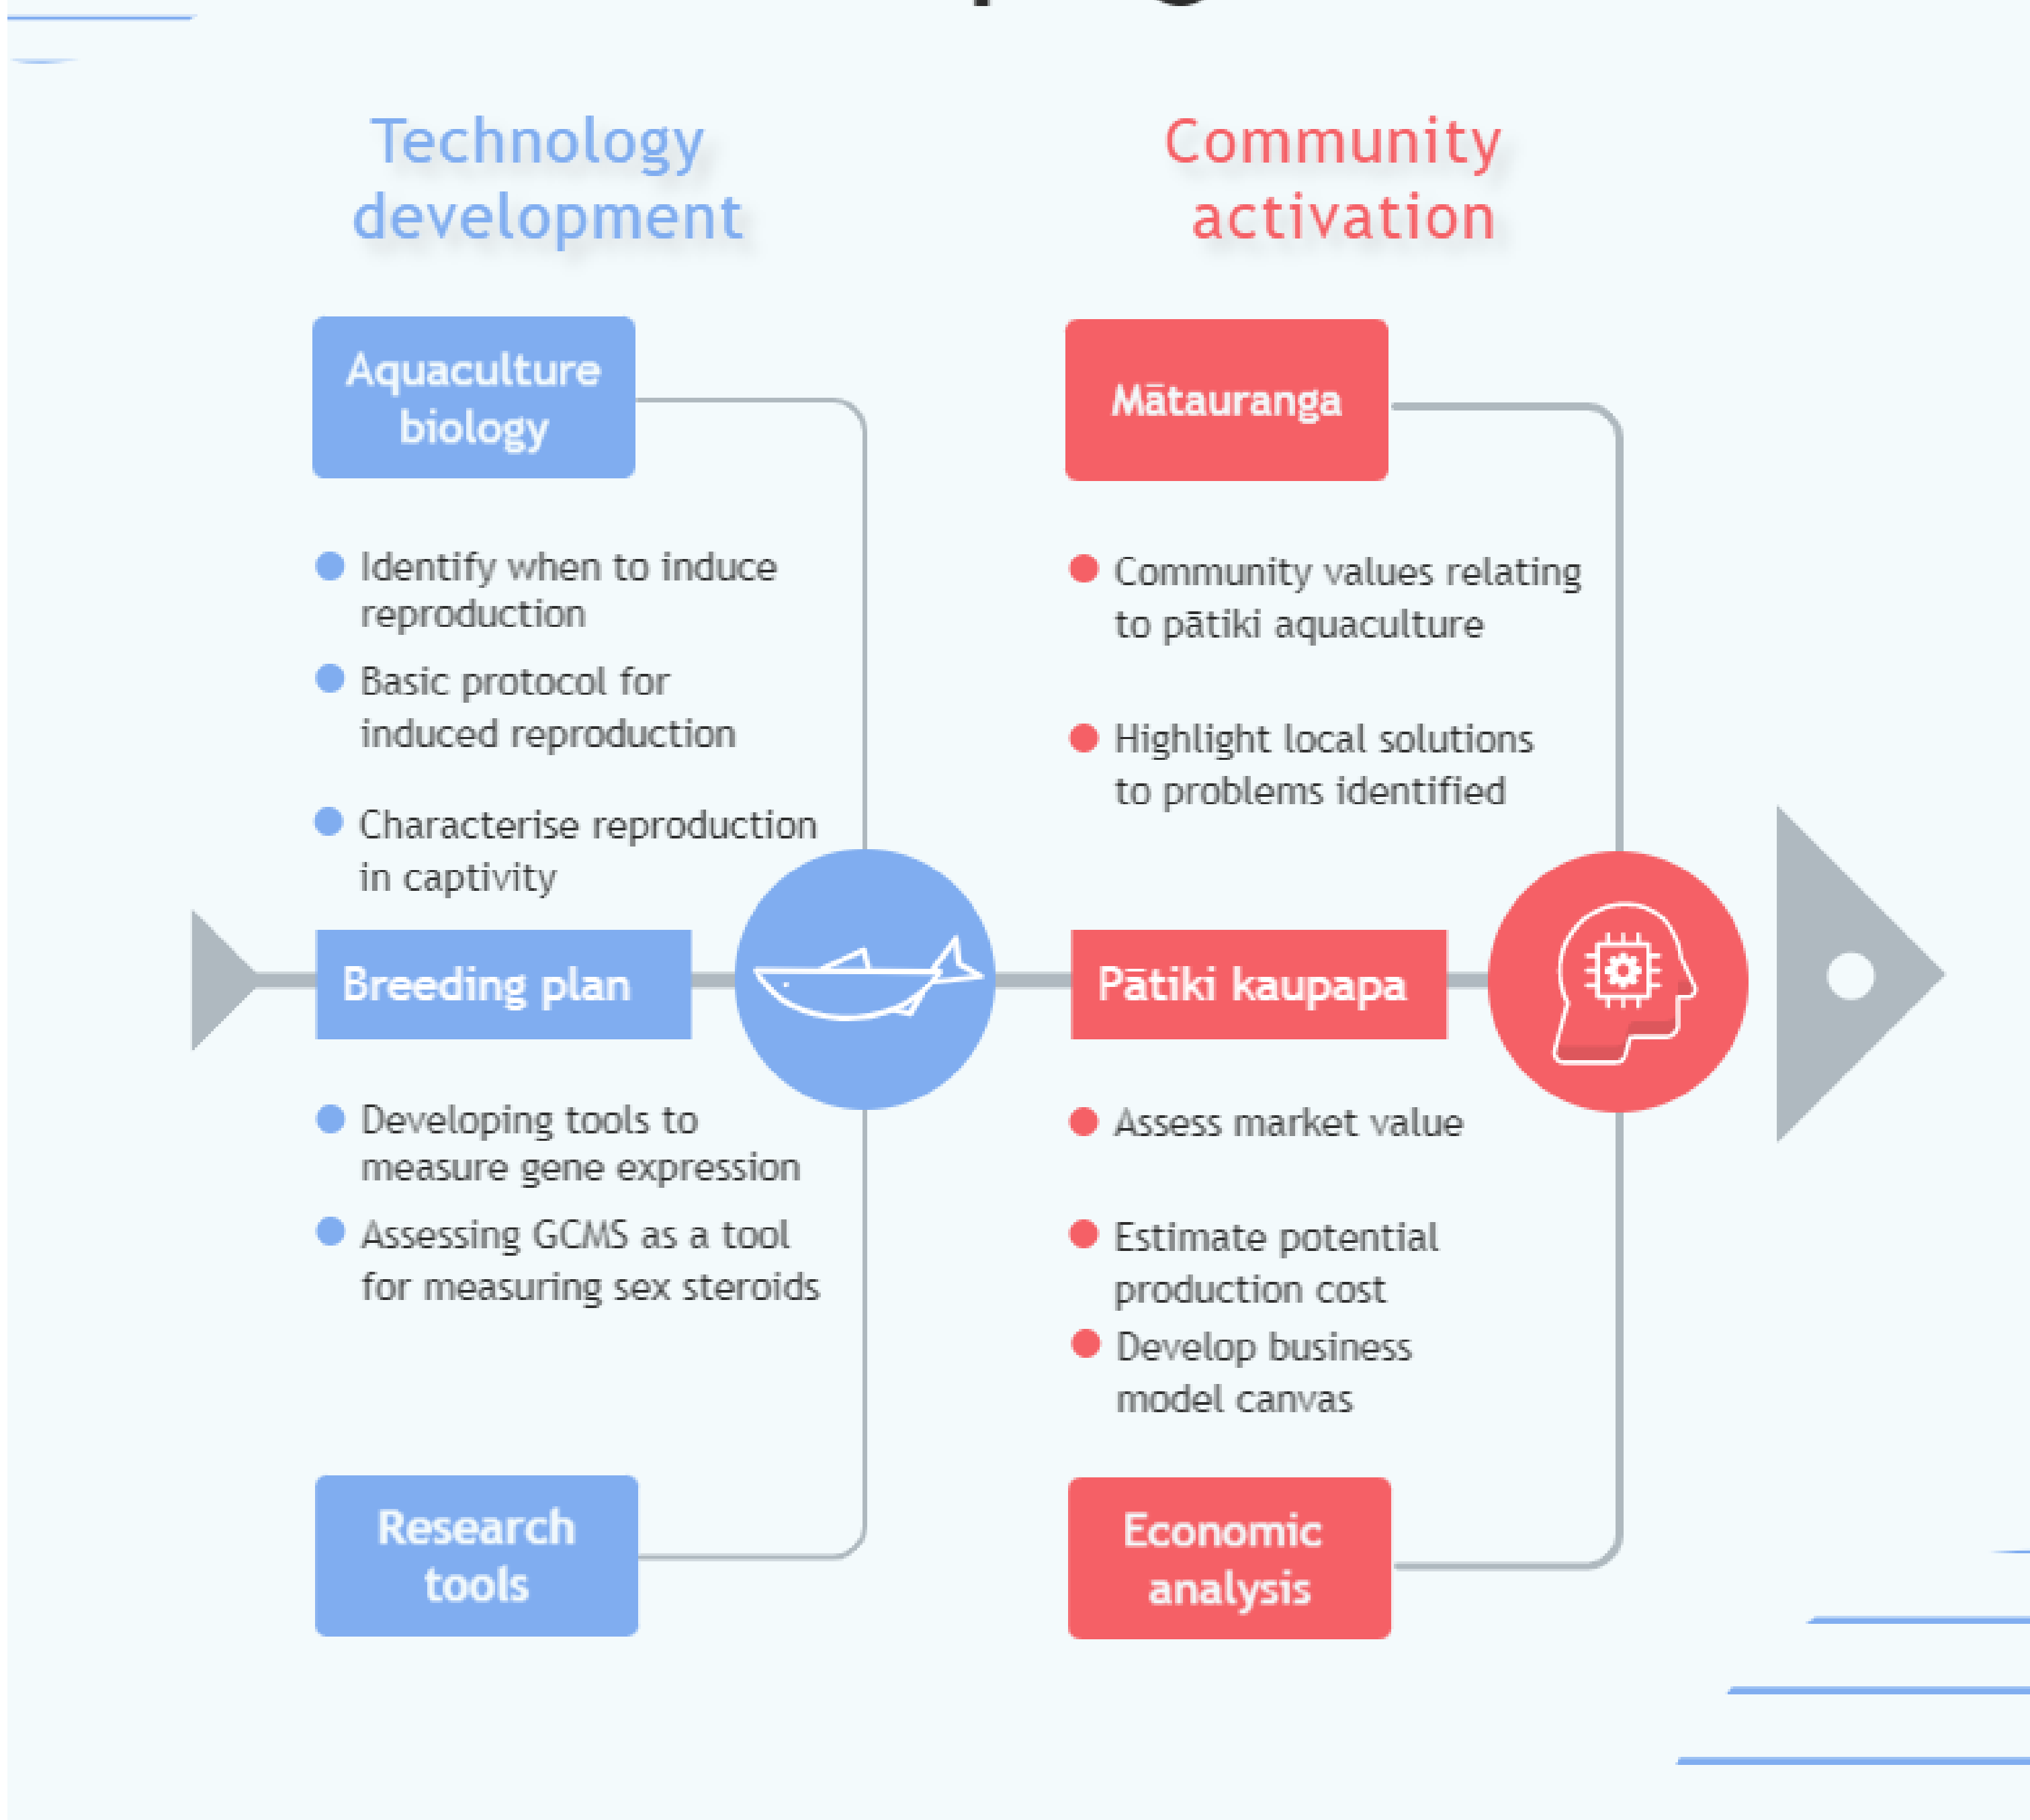 Technology
development
Aquaculture
biology
Identify when to induce
reproduction
Basic protocol for
induced reproduction
Characterise reproduction
in captivity
Breeding plan
Developing tools to
measure gene expression
Assessing GCMS as a tool
for measuring sex steroids
Research
tools
Community
activation
Mātauranga
Community values relating
to pātiki aquaculture
Highlight local solutions
to problems identified
Pātiki kaupapa
Assess market value
Estimate potential
production cost
Develop business
model canvas
Economic
analysis